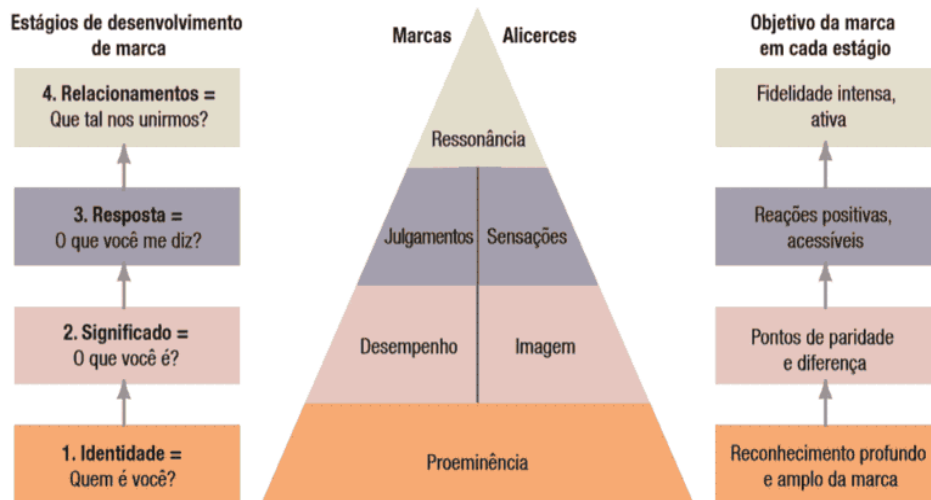 Estágios de desenvolvimento
de marca
4. Relacionamentos =
Que tal nos unirmos?
3. Resposta =
O que você me diz?
2. Significado =
O que você é?
1. Identidade =
Quem é você?
Marcas
Alicerces
Ressonância
Julgamentos
Sensações
Desempenho
Imagem
Proeminência
Objetivo da marca
em cada estágio
Fidelidade intensa,
ativa
Reações positivas,
acessíveis
Pontos de paridade
e diferença
Reconhecimento profundo
e amplo da marca